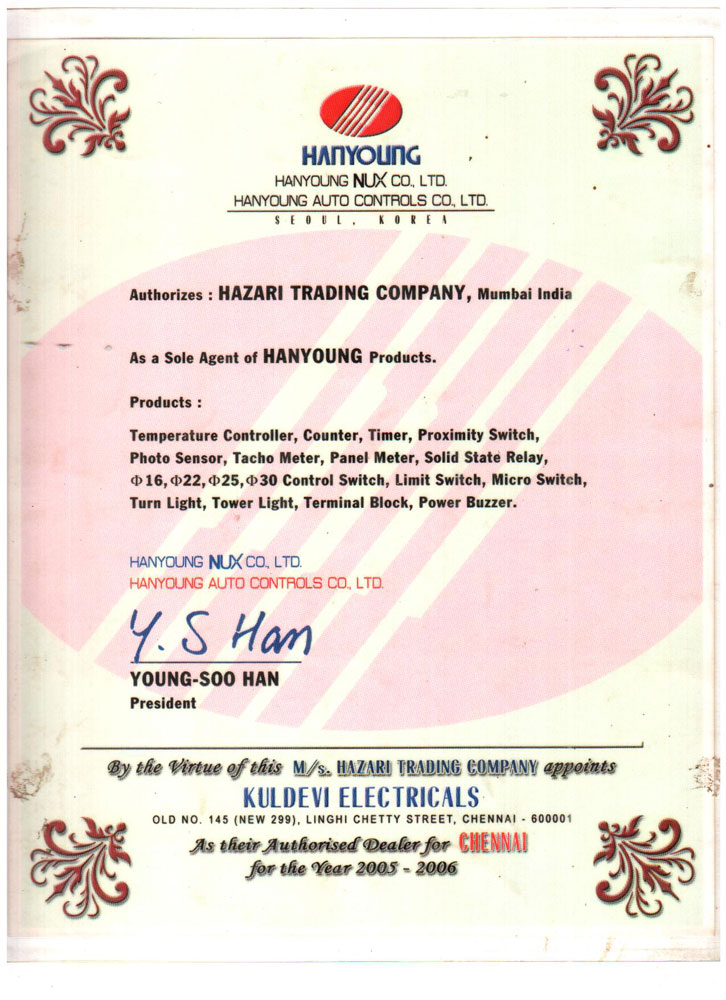 HANYOUNG
HANYOUNG NUX CO., LTD.
HANYOUNG AUTO CONTROLS CO., LTD.
SEOUL, KOREA
Authorizes : HAZARI TRADING COMPANY, Mumbai India
As a Sole Agent of HANYOUNG Products.
Products :
Temperature Controller, Counter, Timer, Proximity Switch,
Photo Sensor, Tacho Meter, Panel Meter, Solid State Relay,
Φ16,Φ22,Φ25,Φ30 Control Switch, Limit Switch, Micro Switch,
Turn Light, Tower Light, Terminal Block, Power Buzzer.
HANYOUNG NUX CO., LTD.
HANYOUNG AUTO CONTROLS CO., LTD.
Y. S Han
YOUNG-SOO HAN
President
By the Virtue of this M/s. HAZARI TRADING COMPANY appoints
KULDEVI ELECTRICALS
OLD NO. 145 (NEW 299), LINGHI CHETTY STREET, CHENNAI - 600001
As their Authorised Dealer for CHENNAI
for the Year 2005 - 2006